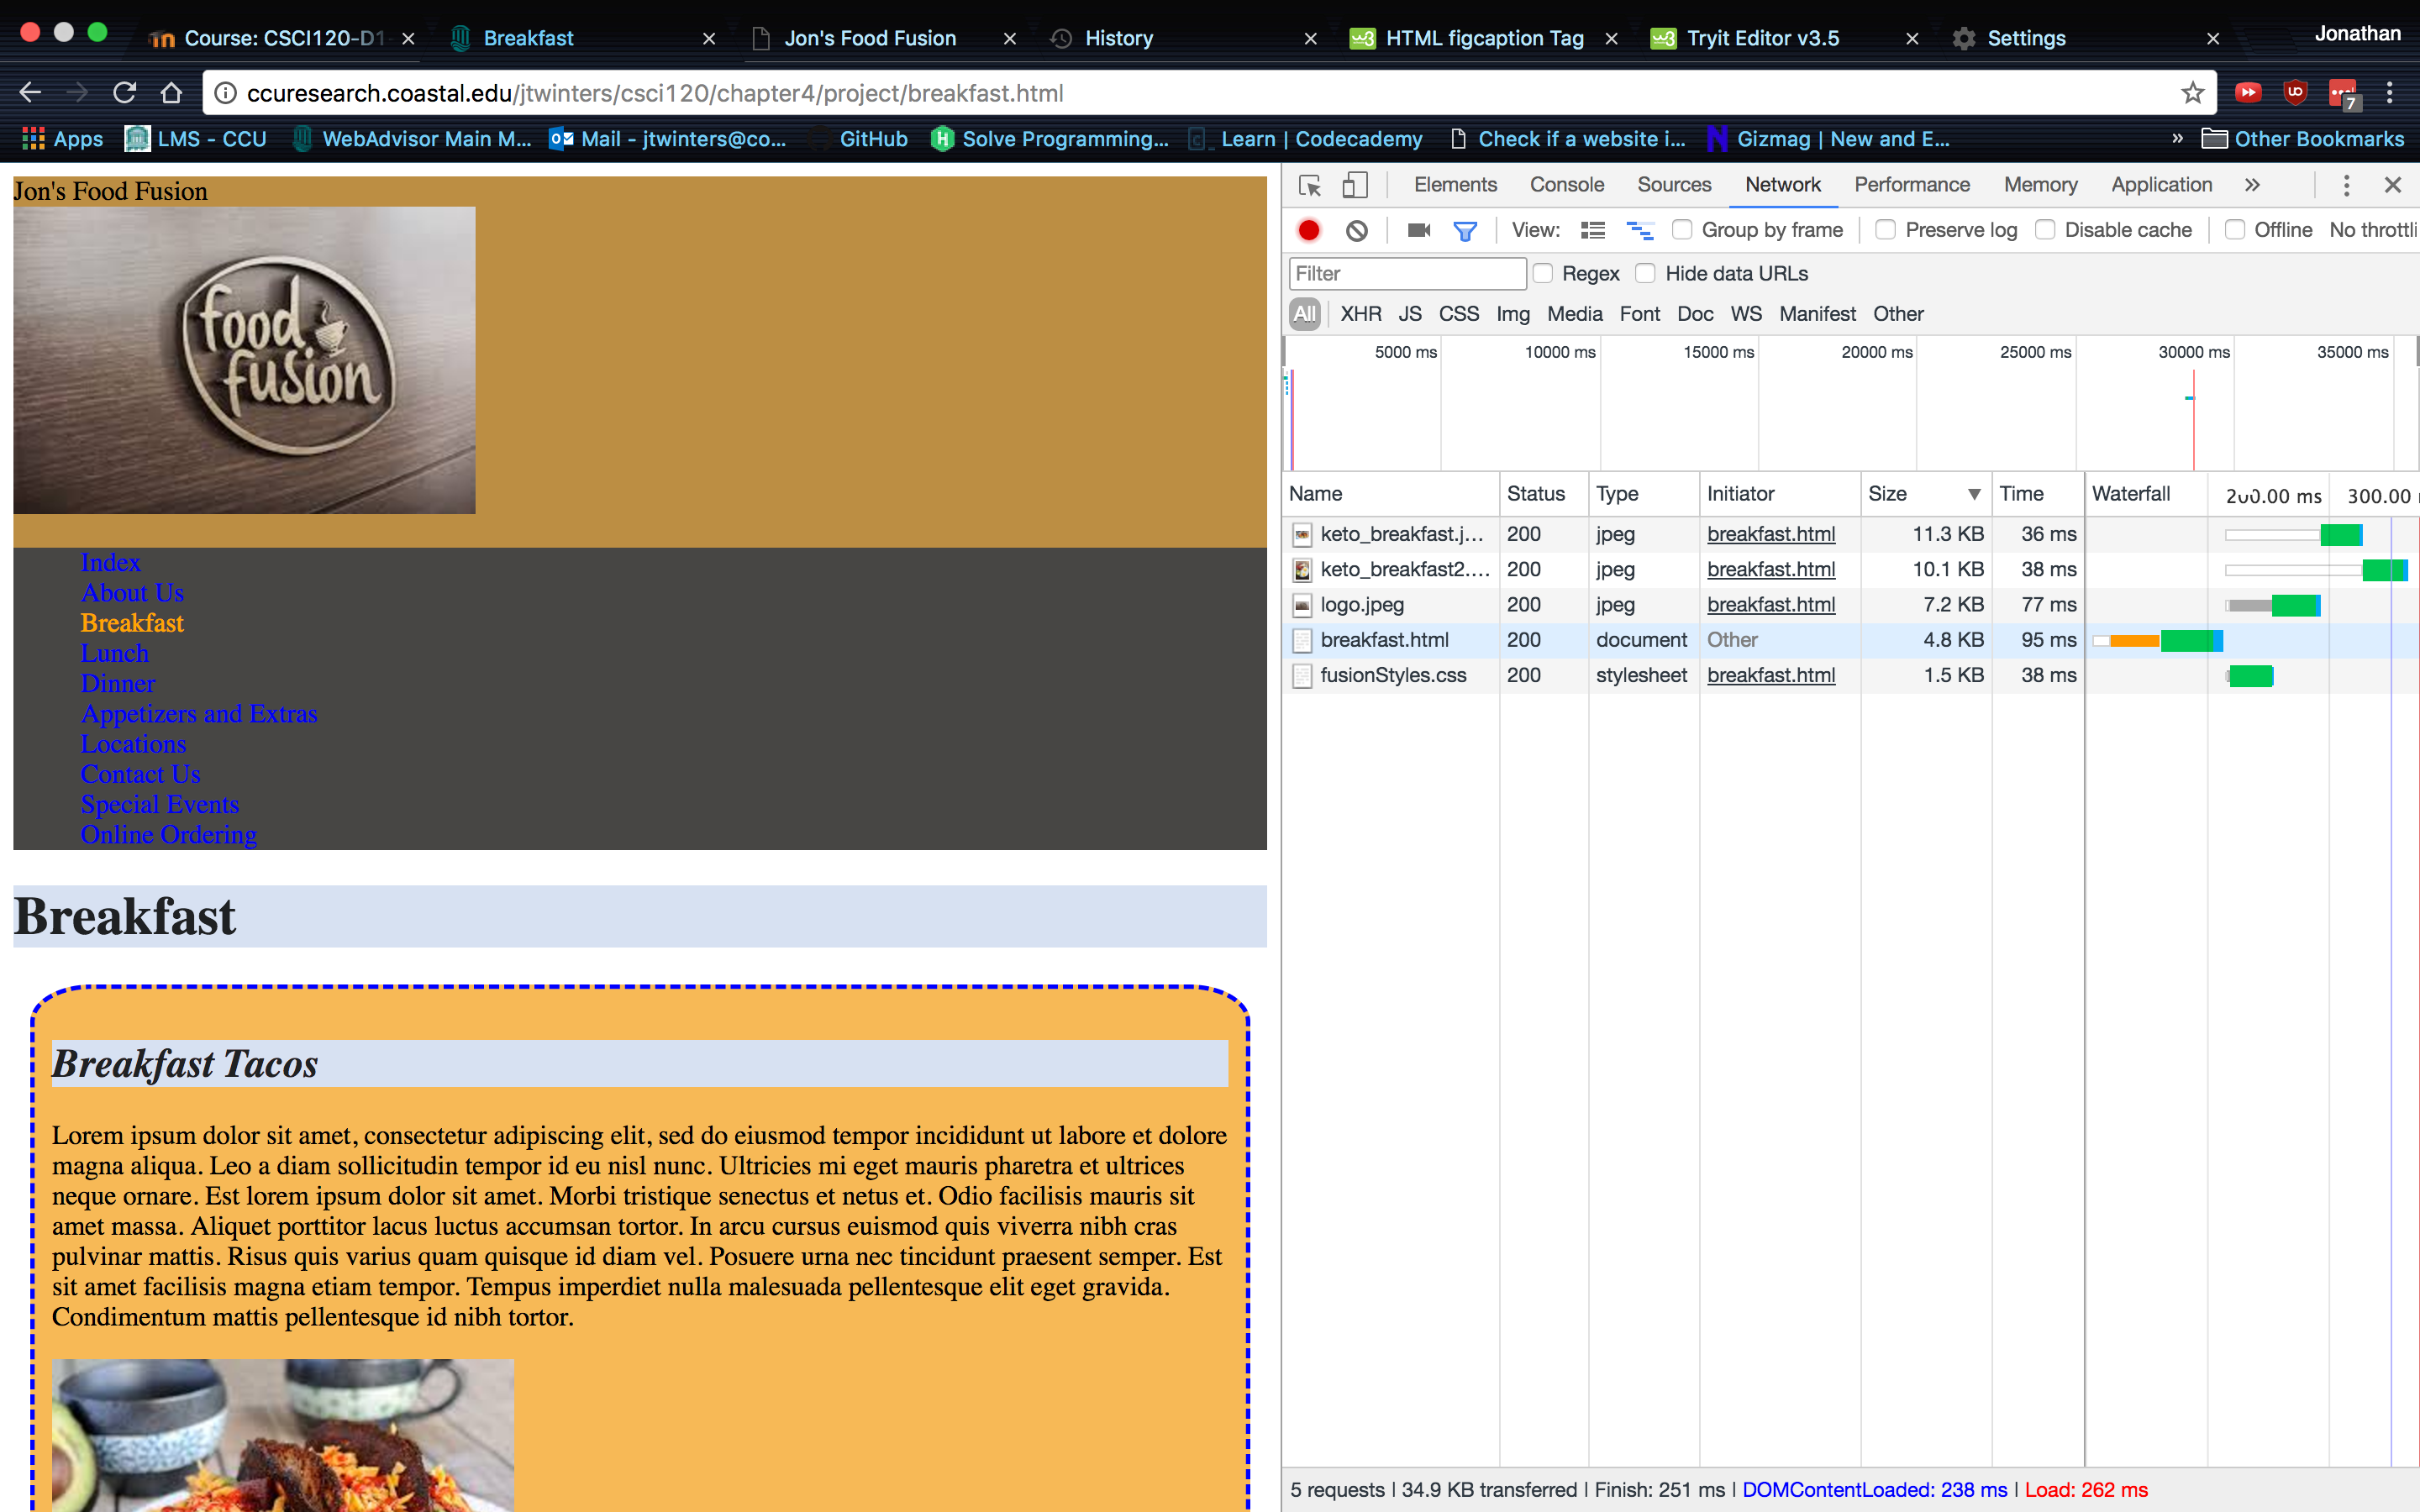 Course: CSCI120-D1
Breakfast
Jon's Food Fusion
History
HTML figcaption Tag
Tryit Editor v3.5
Settings
Jonathan
ccuresearch.coastal.edu/jtwinters/csci120/chapter4/project/breakfast.html
7
Apps
LMS - CCU
WebAdvisor Main M...
Mail - jtwinters@co...
GitHub
Solve Programming...
Learn | Codecademy
Check if a website i...
Gizmag | New and E...
»
Other Bookmarks
Jon's Food Fusion
food
fusion
Index
About Us
Breakfast
Lunch
Dinner
Appetizers and Extras
Locations
Contact Us
Special Events
Online Ordering
Breakfast
Breakfast Tacos
Lorem ipsum dolor sit amet, consectetur adipiscing elit, sed do eiusmod tempor incididunt ut labore et dolore
magna aliqua. Leo a diam sollicitudin tempor id eu nisl nunc. Ultricies mi eget mauris pharetra et ultrices
neque ornare. Est lorem ipsum dolor sit amet. Morbi tristique senectus et netus et. Odio facilisis mauris sit
amet massa. Aliquet porttitor lacus luctus accumsan tortor. In arcu cursus euismod quis viverra nibh cras
pulvinar mattis. Risus quis varius quam quisque id diam vel. Posuere urna nec tincidunt praesent semper. Est
sit amet facilisis magna etiam tempor. Tempus imperdiet nulla malesuada pellentesque elit eget gravida.
Condimentum mattis pellentesque id nibh tortor.
Elements Console Sources Network Performance Memory Application »
View: Group by frame Preserve log Disable cache Offline No throttli
Filter Regex Hide data URLs
All XHR JS CSS Img Media Font Doc WS Manifest Other
5000 ms 10000 ms 15000 ms 20000 ms 25000 ms 30000 ms 35000 ms
Name Status Type Initiator Size ▼ Time Waterfall 200.00 ms 300.00
keto_breakfast.j... 200 jpeg breakfast.html 11.3 KB 36 ms
keto_breakfast2.... 200 jpeg breakfast.html 10.1 KB 38 ms
logo.jpeg 200 jpeg breakfast.html 7.2 KB 77 ms
breakfast.html 200 document Other 4.8 KB 95 ms
fusionStyles.css 200 stylesheet breakfast.html 1.5 KB 38 ms
5 requests | 34.9 KB transferred | Finish: 251 ms | DOMContentLoaded: 238 ms | Load: 262 ms